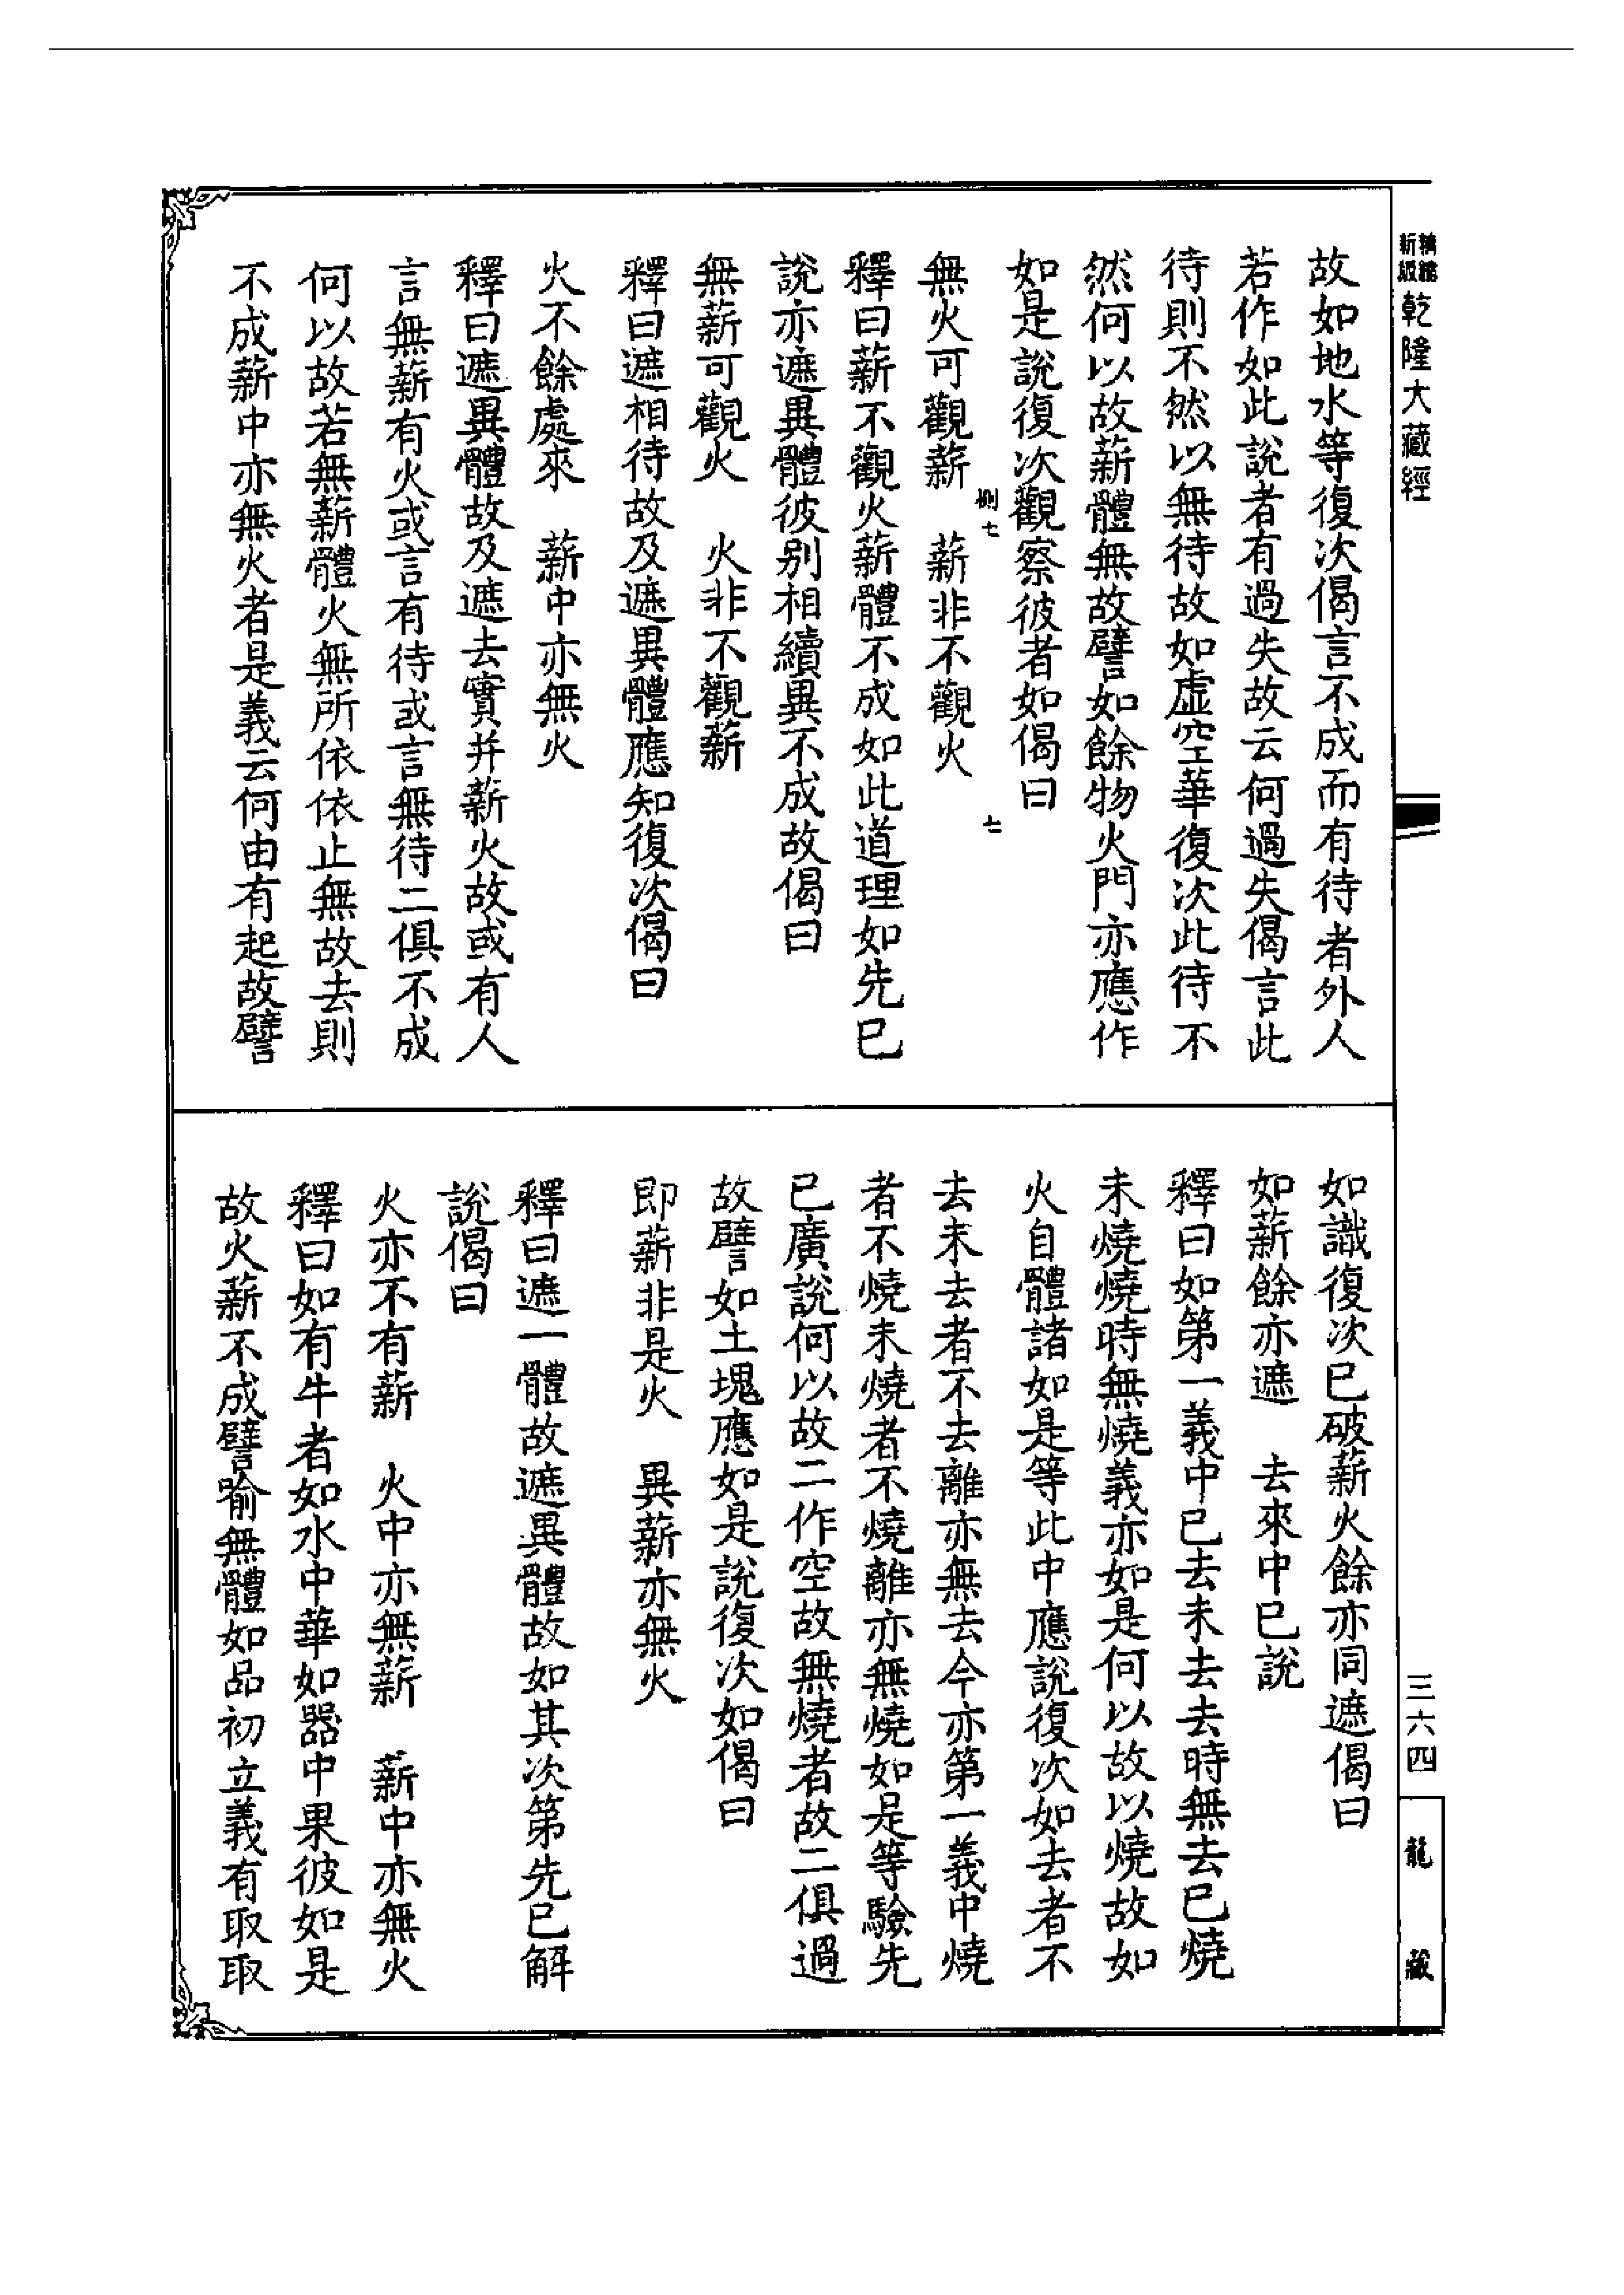 精縮
新版
乾隆大藏經
故如地水等復次偈言不成而有待者外人
若作如此說者有過失故云何過失偈言此
待則不然以無待故如虛空華復次此待不
然何以故薪體無故譬如餘物火門亦應作
如是說復次觀察彼者如偈曰
側七
七
無火可觀薪　薪非不觀火
釋曰薪不觀火薪體不成如此道理如先已
說亦遮異體彼別相續異不成故偈曰
無薪可觀火　火非不觀薪
釋曰遮相待故及遮異體應知復次偈曰
火不餘處來　薪中亦無火
釋曰遮異體故及遮去實并薪火故或有人
言無薪有火或言有待或言無待二俱不成
何以故若無薪體火無所依依止無故去則
不成薪中亦無火者是義云何由有起故譬
如識復次已破薪火餘亦同遮偈曰
如薪餘亦遮　去來中已說
釋曰如第一義中已去未去去時無去已燒
未燒燒時無燒義亦如是何以故以燒故如
火自體諸如是等此中應說復次如去者不
去未去者不去離亦無去今亦第一義中燒
者不燒未燒者不燒離亦無燒如是等驗先
已廣說何以故二作空故無燒者故二俱過
故譬如土塊應如是說復次如偈曰
即薪非是火　異薪亦無火
釋曰遮一體故遮異體故如其次第先已解
說偈曰
火亦不有薪　火中亦無薪　薪中亦無火
釋曰如有牛者如水中華如器中果彼如是
故火薪不成譬喻無體如品初立義有取取
三六四
龍藏